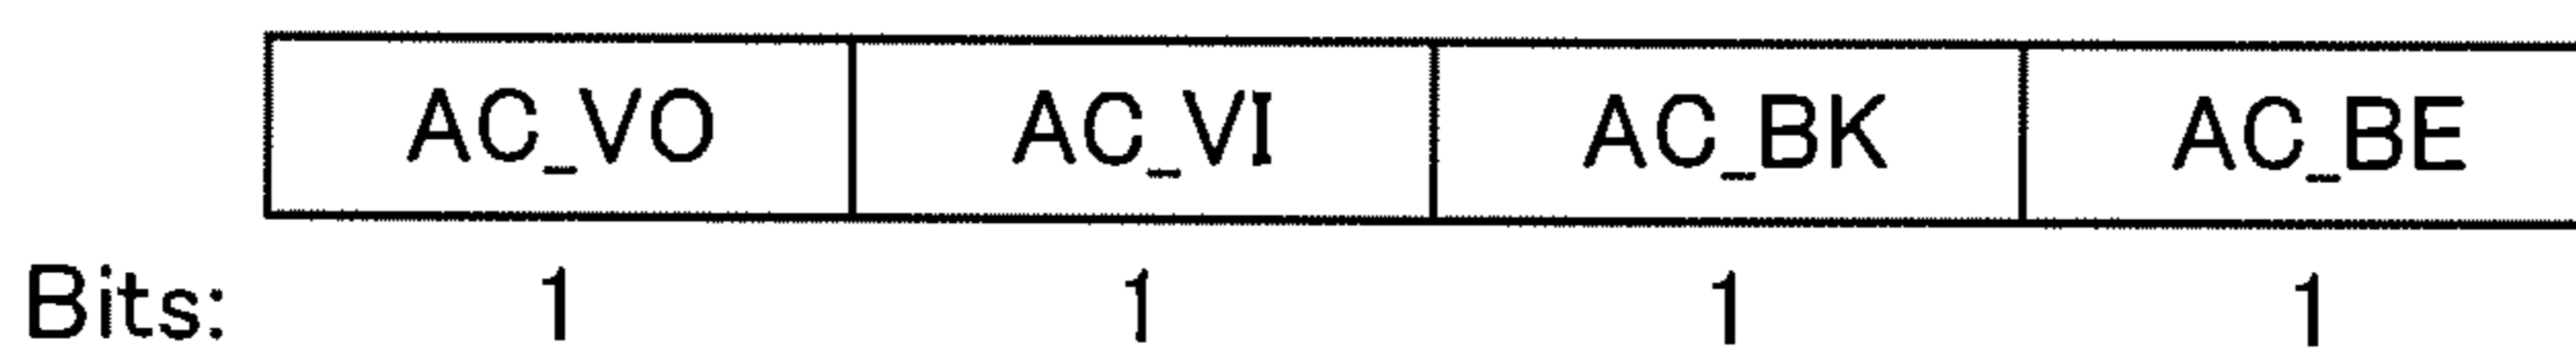 AC_VO AC_VI AC_BK AC_BE
Bits: 1 1 1 1